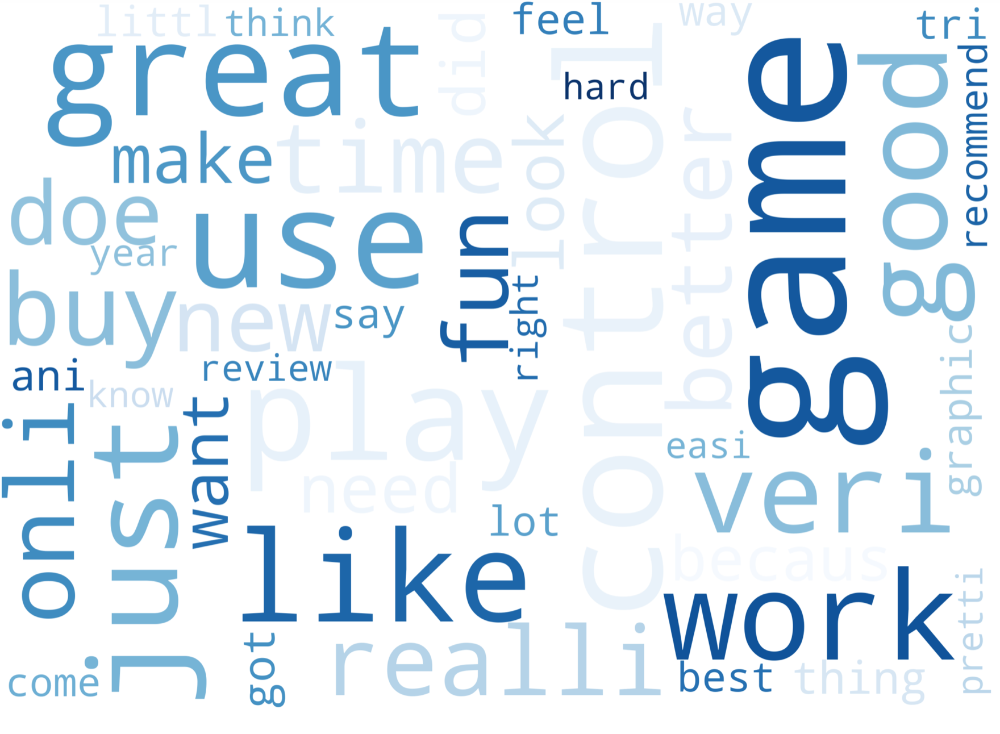 littl
think
did
feel
way
tri
great
hard
recommend
make
time
look
control
better
game
good
doe
year
use
fun
right
buy
new
say
graphic
ani
know
review
play
easi
onli
just
want
need
lot
veri
like
becaus
work
pretti
come
got
realli
best
thing